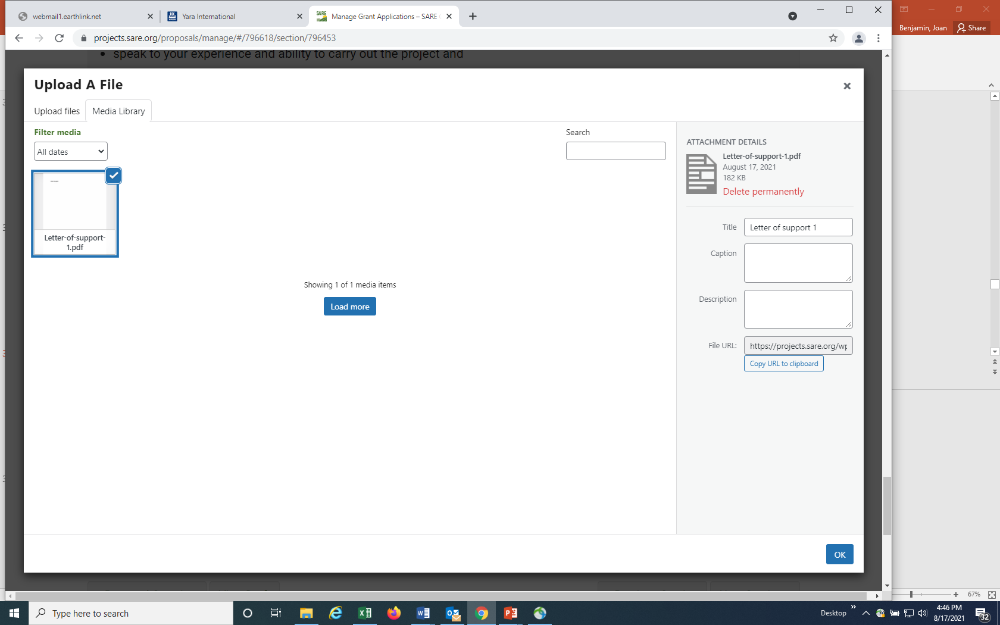 webmail1.earthlink.net
Yara International
Manage Grant Applications – SARE
Benjamin, Joan
Share
projects.sare.org/proposals/manage/#/796618/section/796453
speak to your experience and ability to carry out the project and
Upload A File
Upload files
Media Library
Filter media
All dates
Search
Letter-of-support-
1.pdf
Showing 1 of 1 media items
Load more
ATTACHMENT DETAILS
Letter-of-support-1.pdf
August 17, 2021
182 KB
Delete permanently
Title
Letter of support 1
Caption
Description
File URL:
https://projects.sare.org/wp
Copy URL to clipboard
OK
67%
Type here to search
Desktop
4:46 PM
8/17/2021
32